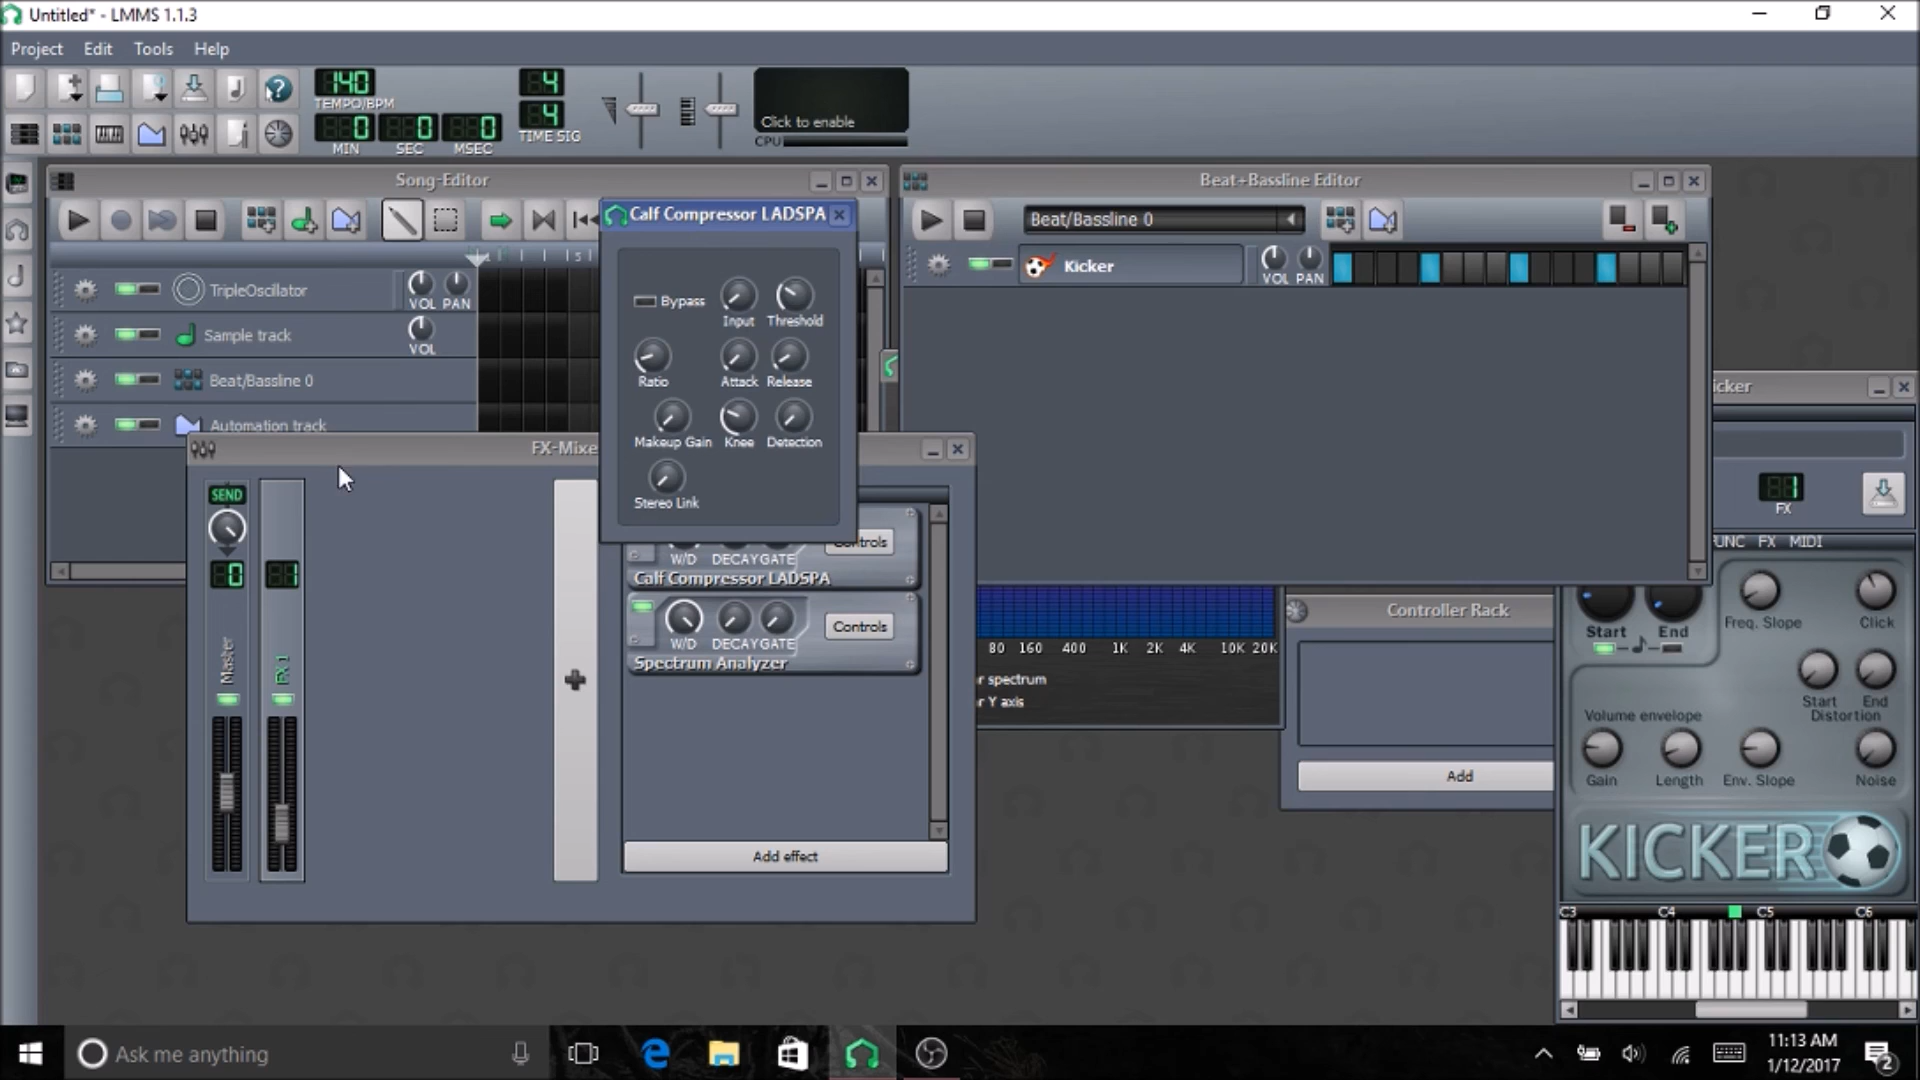 Untitled* - LMMS 1.1.3
Project Edit Tools Help
140
TEMPO/BPM
4
4
TIME SIG
0 0 0
MIN SEC MSEC
Click to enable
CPU
Song-Editor
TripleOscillator
VOL PAN
Sample track
VOL
Beat/Bassline 0
Automation track
Calf Compressor LADSPA
Bypass
Input Threshold
Ratio Attack Release
Makeup Gain Knee Detection
Stereo Link
Beat+Bassline Editor
Beat/Bassline 0
Kicker
VOL PAN
FX-Mixe
SEND
0 1
Master
FX 1
W/D DECAY GATE
Controls
Calf Compressor LADSPA
W/D DECAY GATE
Controls
Spectrum Analyzer
Add effect
80 160 400 1K 2K 4K 10K 20K
r spectrum
r Y axis
Controller Rack
Add
icker
1
FX
UNC FX MIDI
Start End
Freq. Slope
Click
Start End
Distortion
Volume envelope
Gain Length Env. Slope Noise
KICKER
C3 C4 C5 C6
Ask me anything
11:13 AM
1/12/2017
2